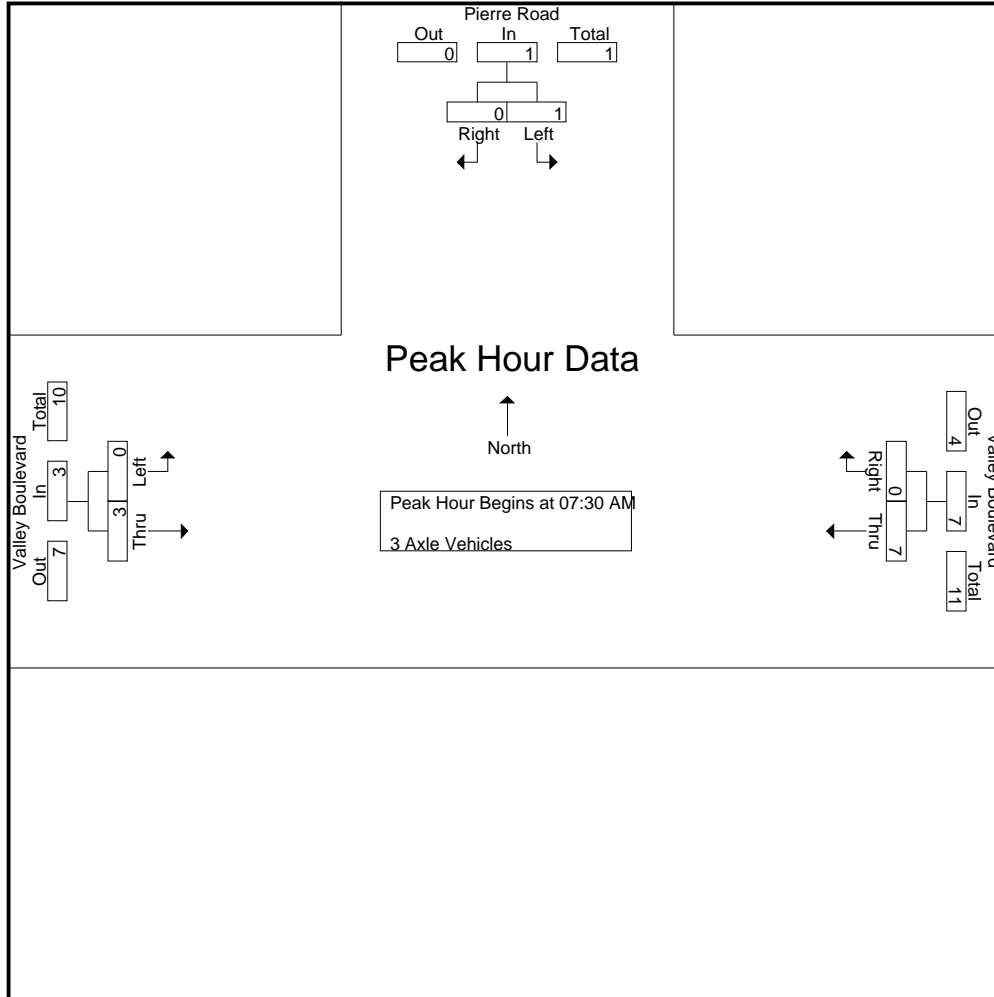 Pierre Road
Out In Total
0 1 1
0 1
Right Left
Peak Hour Data
North
Peak Hour Begins at 07:30 AM
3 Axle Vehicles
Valley Boulevard
Out In Total
7 3 10
Thru Left
3 0
Valley Boulevard
Out In Total
4 7 11
Right Thru
0 7